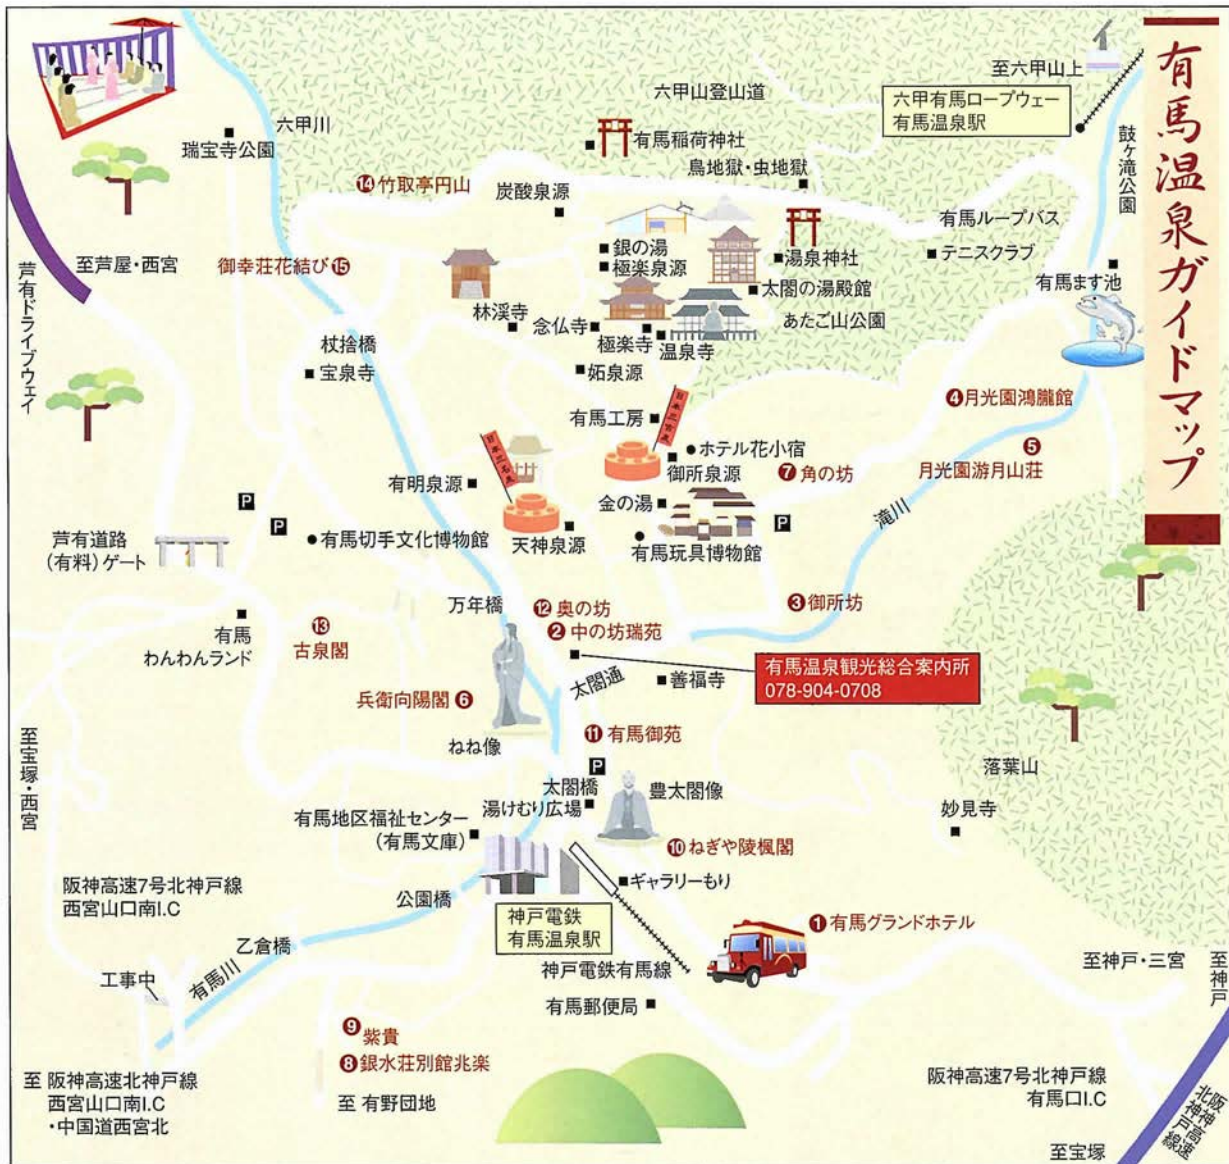 有馬温泉ガイドマップ
至六甲山上
六甲有馬ロープウェー
有馬温泉駅
六甲山登山道
鼓ヶ滝公園
六甲川
瑞宝寺公園
有馬稲荷神社
鳥地獄・虫地獄
⑭竹取亭円山
炭酸泉源
有馬ループバス
テニスクラブ
銀の湯
極楽泉源
湯泉神社
太閤の湯殿館
あたご山公園
有馬ます池
至芦屋・西宮
御幸荘花結び⑮
芦有ドライブウェイ
林渓寺
念仏寺
極楽寺
温泉寺
杖捨橋
宝泉寺
妬泉源
有馬工房
日本三古泉
④月光園鴻朧館
⑤
月光園游月山荘
ホテル花小宿
御所泉源
⑦角の坊
日本三名泉
有明泉源
金の湯
滝川
P
P
P
有馬切手文化博物館
天神泉源
有馬玩具博物館
芦有道路
(有料)ゲート
③御所坊
万年橋
⑫奥の坊
②中の坊瑞苑
有馬
わんわんランド
⑬
古泉閣
太閤通
善福寺
有馬温泉観光総合案内所
078-904-0708
兵衛向陽閣⑥
ねね像
⑪有馬御苑
P
至宝塚・西宮
太閤橋
湯けむり広場
豊太閤像
落葉山
妙見寺
有馬地区福祉センター
(有馬文庫)
⑩ねぎや陵楓閣
ギャラリーもり
阪神高速7号北神戸線
西宮山口南I.C
公園橋
神戸電鉄
有馬温泉駅
①有馬グランドホテル
乙倉橋
有馬川
工事中
神戸電鉄有馬線
有馬郵便局
至神戸・三宮
至神戸
⑨紫貴
⑧銀水荘別館兆楽
至 阪神高速北神戸線
西宮山口南I.C
・中国道西宮北
至 有野団地
阪神高速7号北神戸線
有馬口I.C
阪神高速
北神戸線
至宝塚